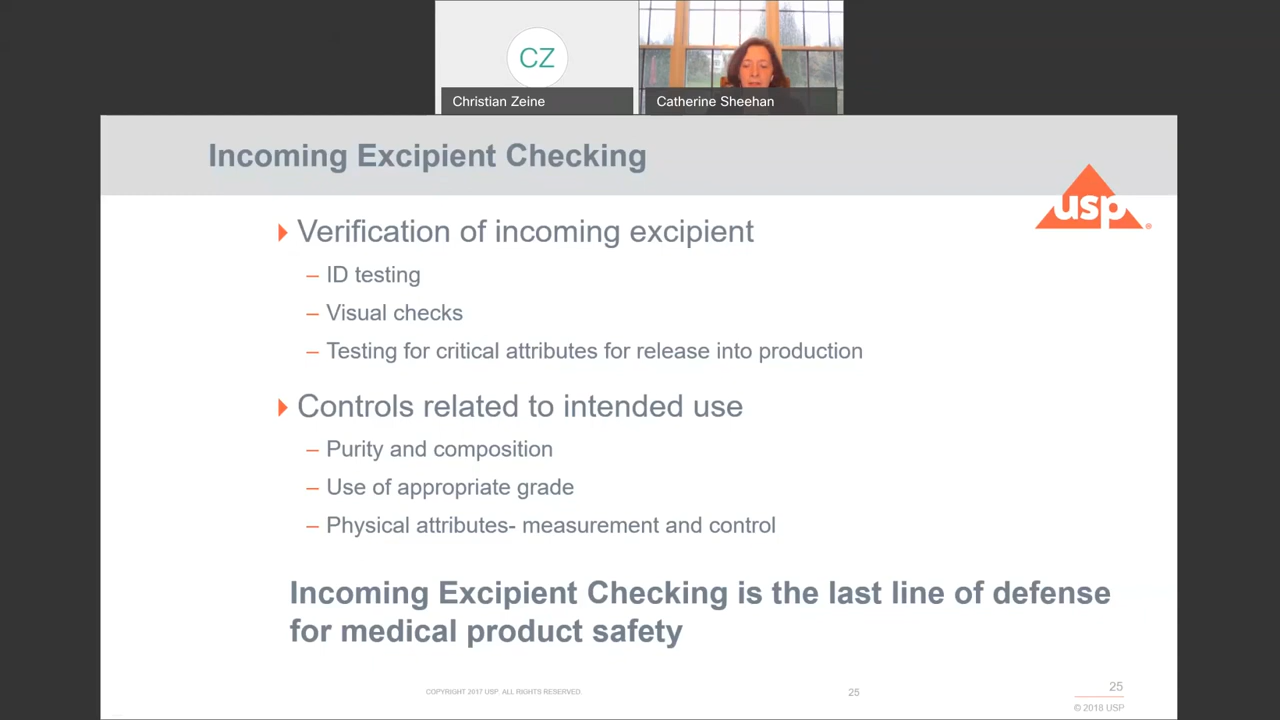 CZ
Christian Zeine
Catherine Sheehan
Incoming Excipient Checking
usp®
Verification of incoming excipient
– ID testing
– Visual checks
– Testing for critical attributes for release into production
Controls related to intended use
– Purity and composition
– Use of appropriate grade
– Physical attributes- measurement and control
Incoming Excipient Checking is the last line of defense
for medical product safety
COPYRIGHT 2017 USP. ALL RIGHTS RESERVED.
25
25
© 2018 USP